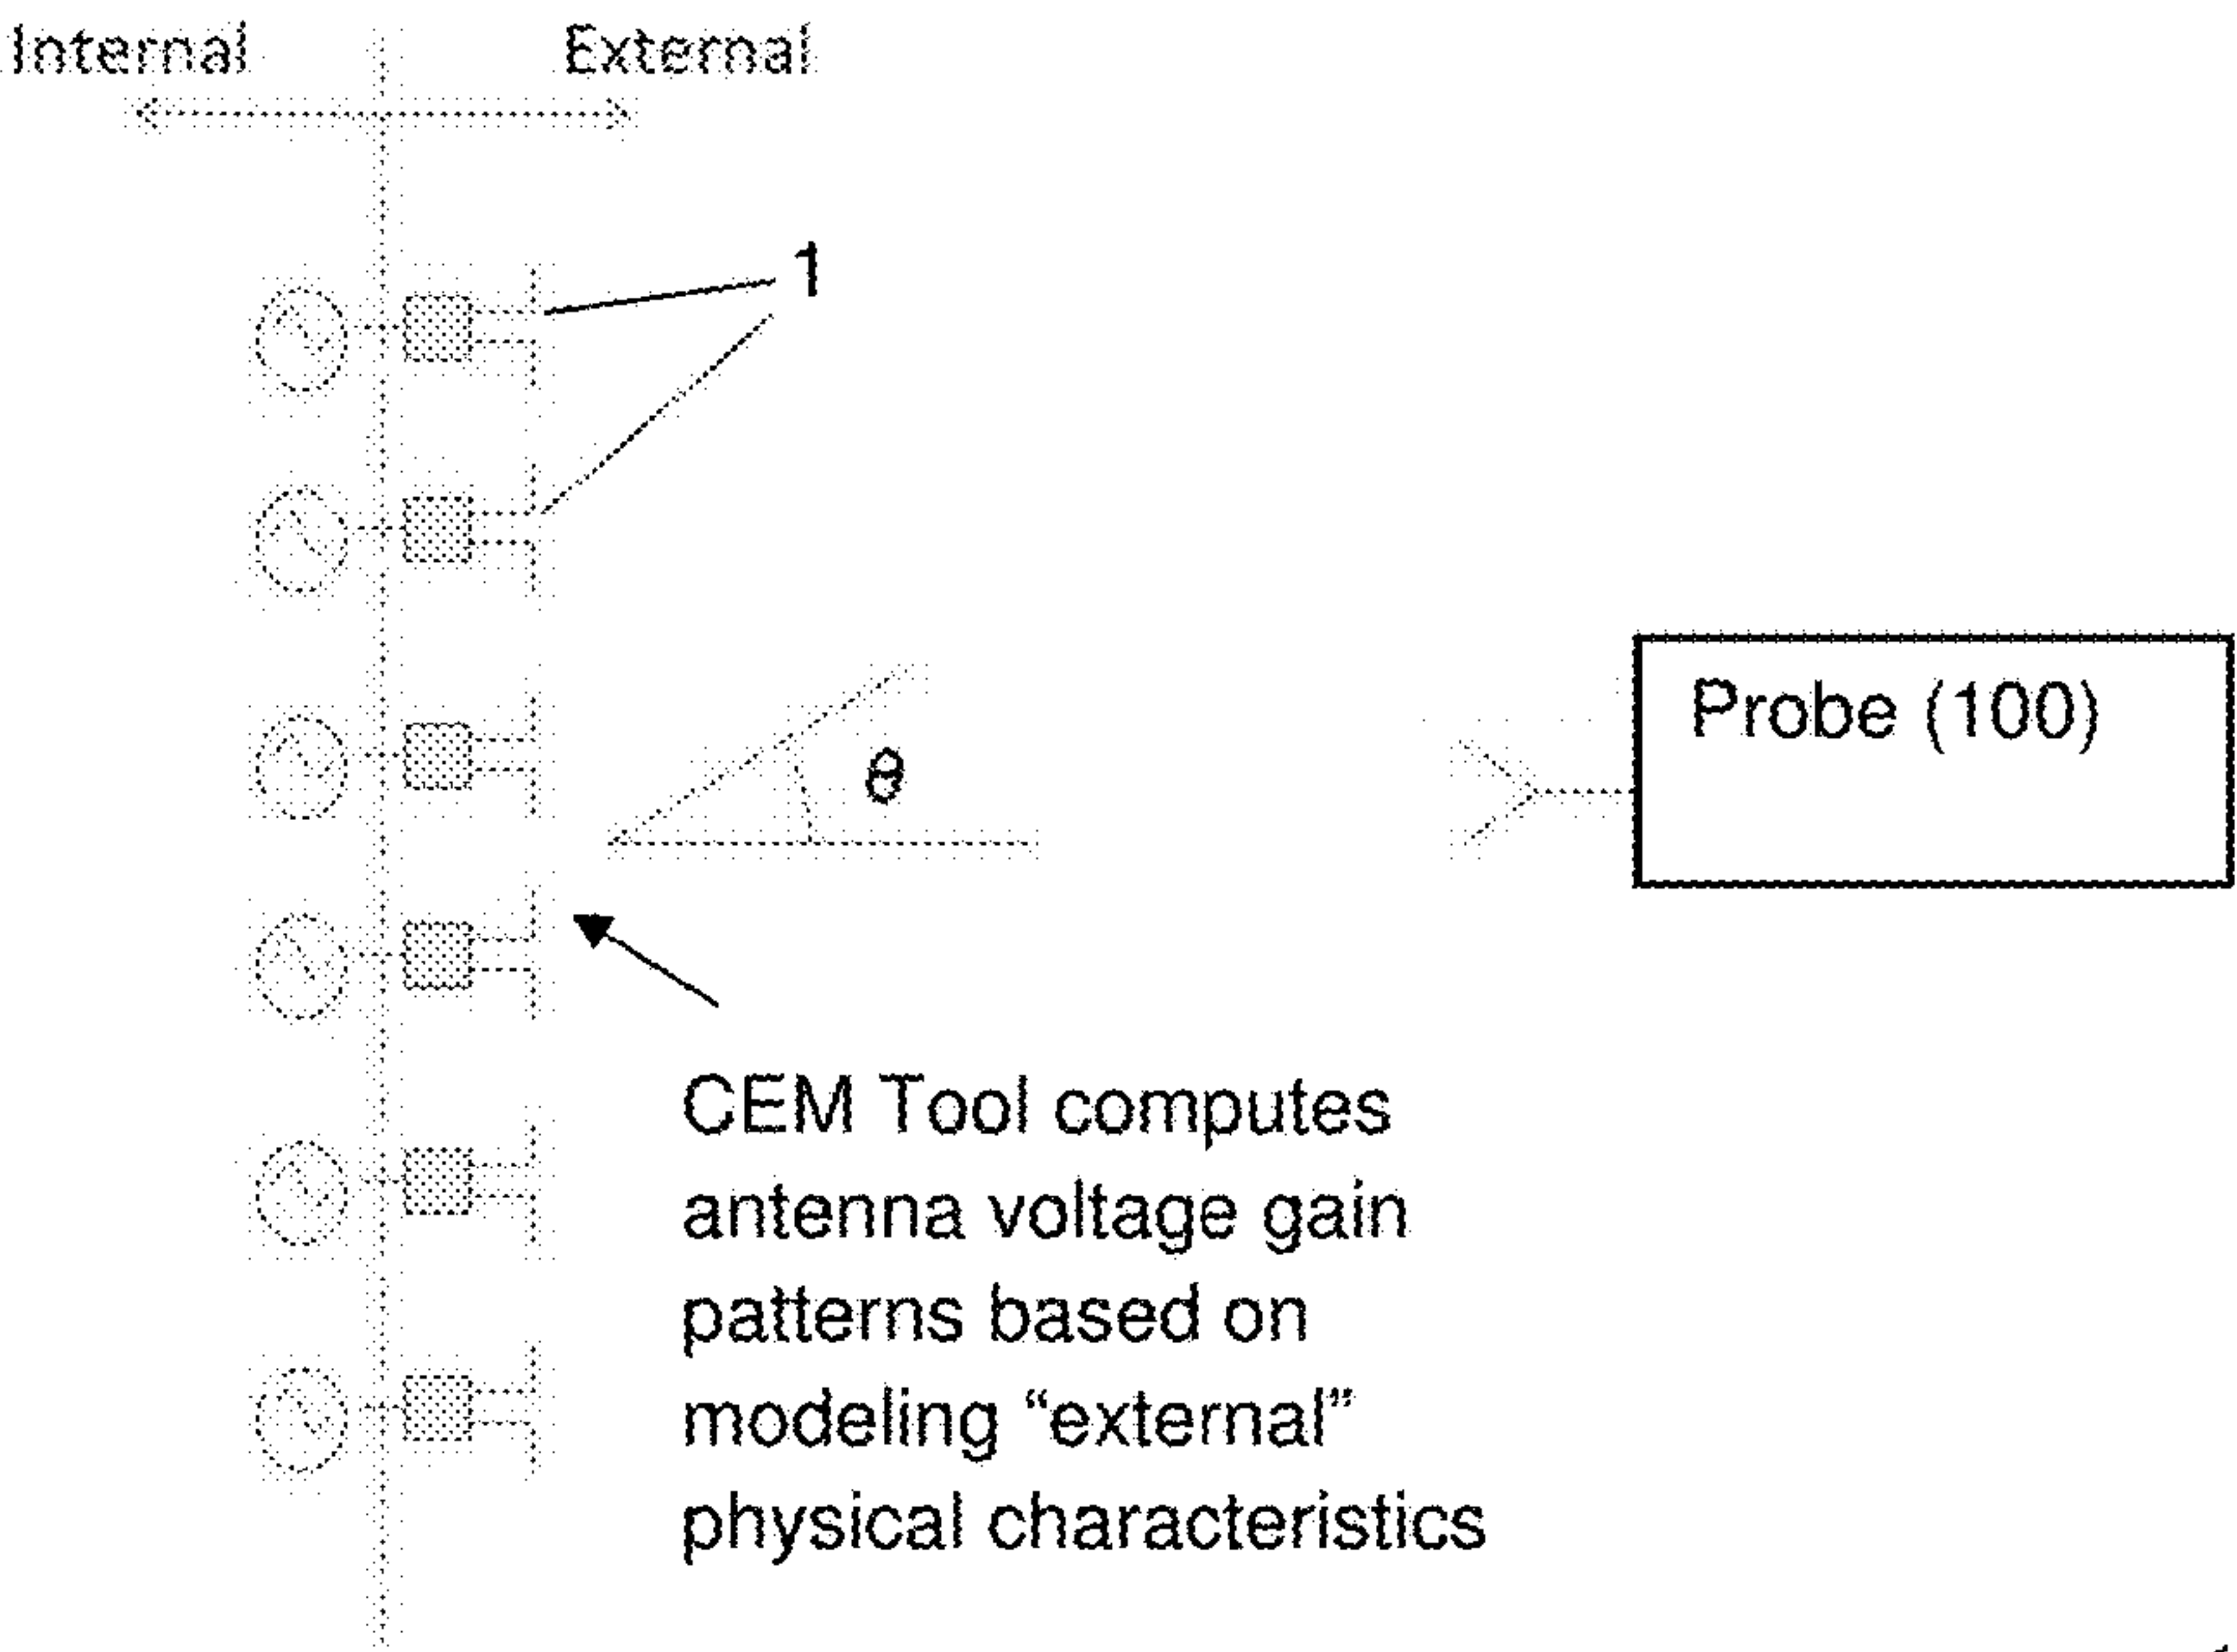 Internal
External
1
Probe (100)
θ
CEM Tool computes
antenna voltage gain
patterns based on
modeling “external”
physical characteristics